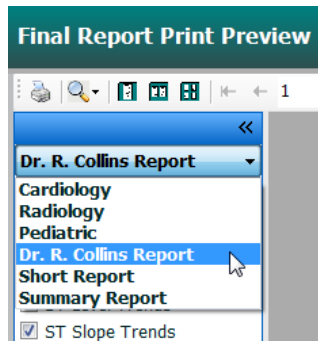 Final Report Print Preview
1
Dr. R. Collins Report
Cardiology
Radiology
Pediatric
Dr. R. Collins Report
Short Report
Summary Report
ST Slope Trends